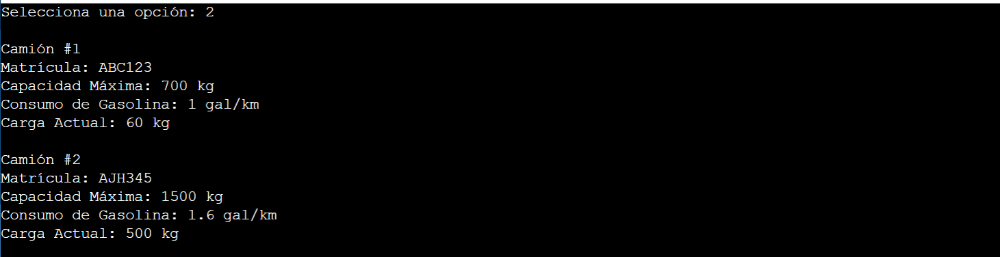 Selecciona una opción: 2
Camión #1
Matrícula: ABC123
Capacidad Máxima: 700 kg
Consumo de Gasolina: 1 gal/km
Carga Actual: 60 kg
Camión #2
Matrícula: AJH345
Capacidad Máxima: 1500 kg
Consumo de Gasolina: 1.6 gal/km
Carga Actual: 500 kg